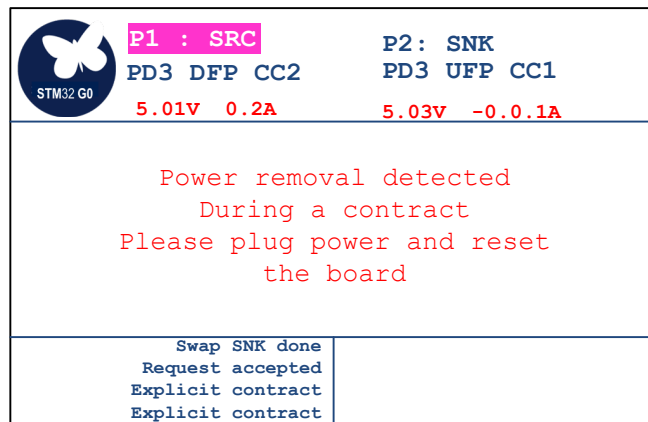 P1 : SRC
PD3 DFP CC2
5.01V 0.2A
P2: SNK
PD3 UFP CC1
5.03V -0.0.1A
STM32 G0
Power removal detected
During a contract
Please plug power and reset
the board
Swap SNK done
Request accepted
Explicit contract
Explicit contract